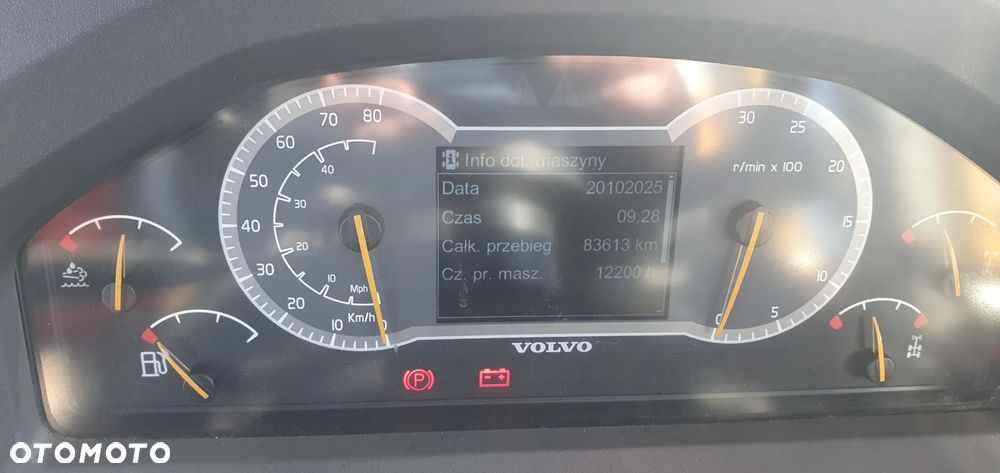 80
70
60
50
40
30
20
10
0
Km/h
40
30
20
10
Mph
Info dot. maszyny
Data 20102025
Czas 09:28
Całk. przebieg 83613 km
Cz. pr. masz. 12200 h
30
25
20
15
10
5
0
r/min x 100
VOLVO
P
OTOMOTO